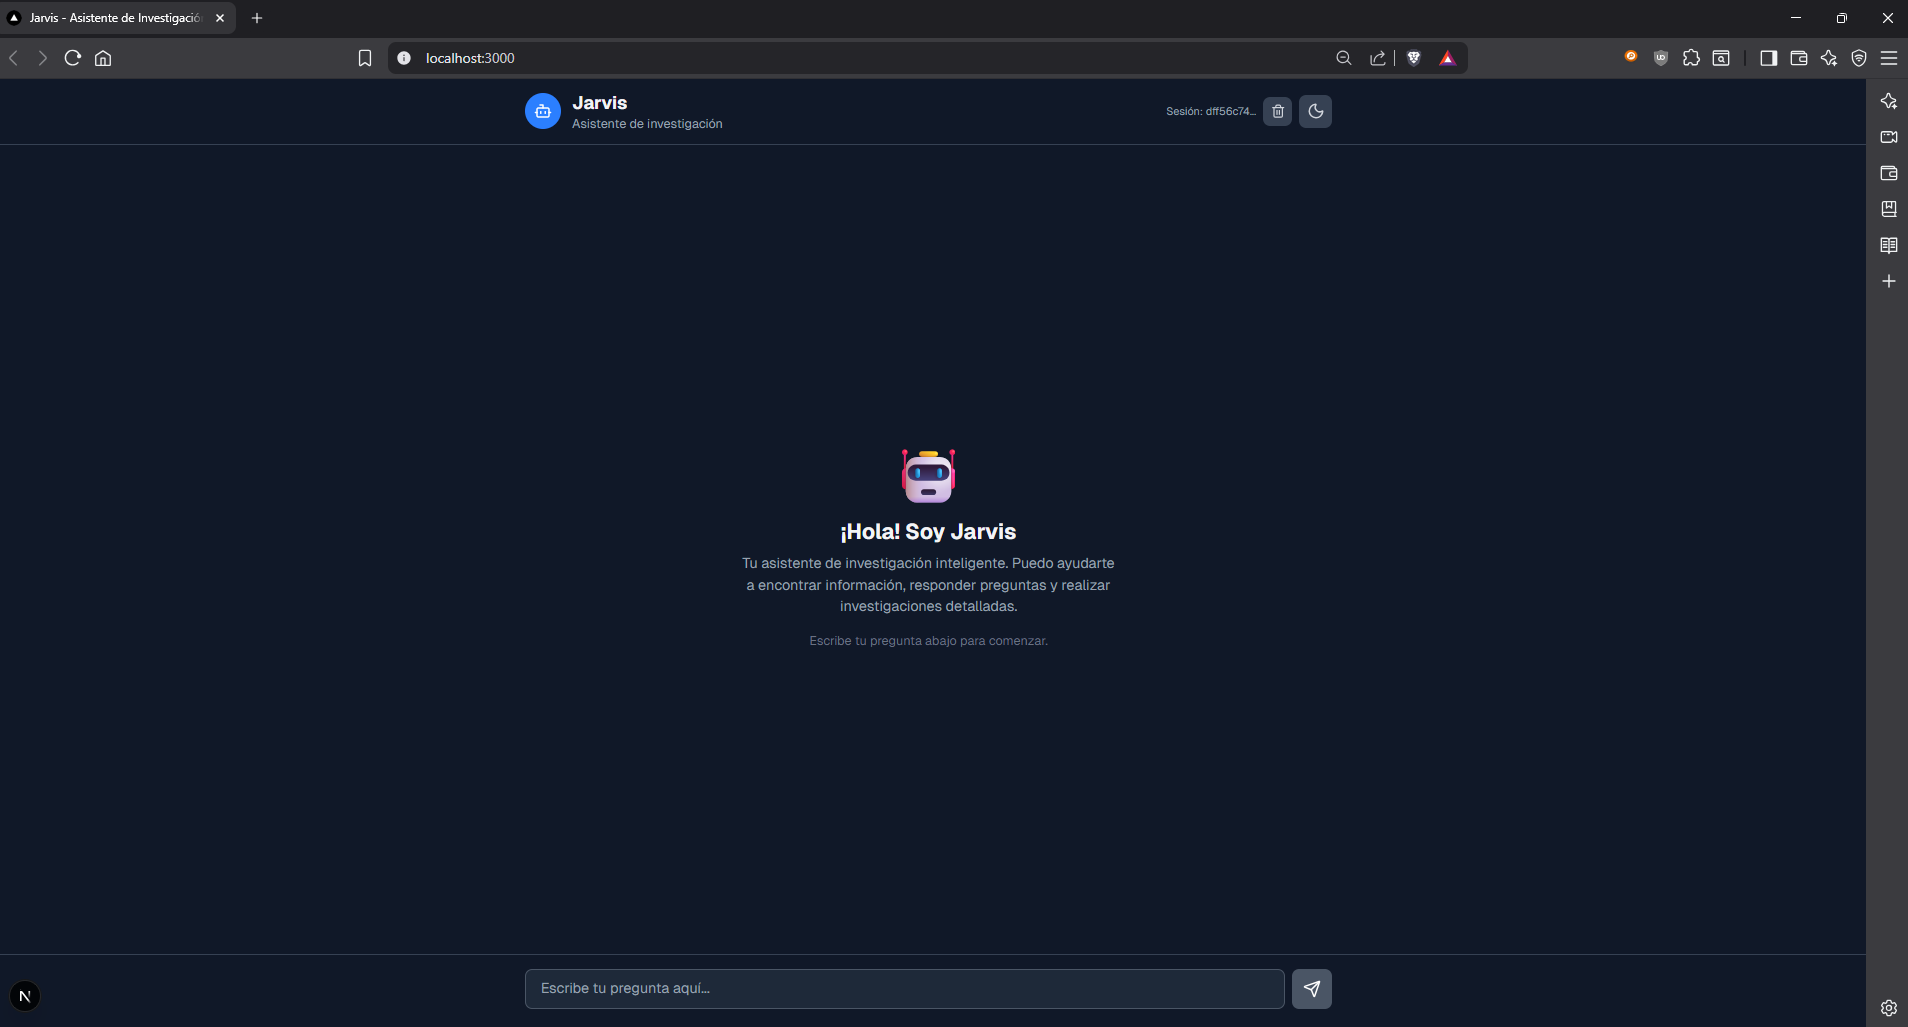 Jarvis - Asistente de Investigació
localhost:3000
Jarvis
Asistente de investigación
Sesión: dff56c74...
¡Hola! Soy Jarvis
Tu asistente de investigación inteligente. Puedo ayudarte
a encontrar información, responder preguntas y realizar
investigaciones detalladas.
Escribe tu pregunta abajo para comenzar.
Escribe tu pregunta aquí...
N